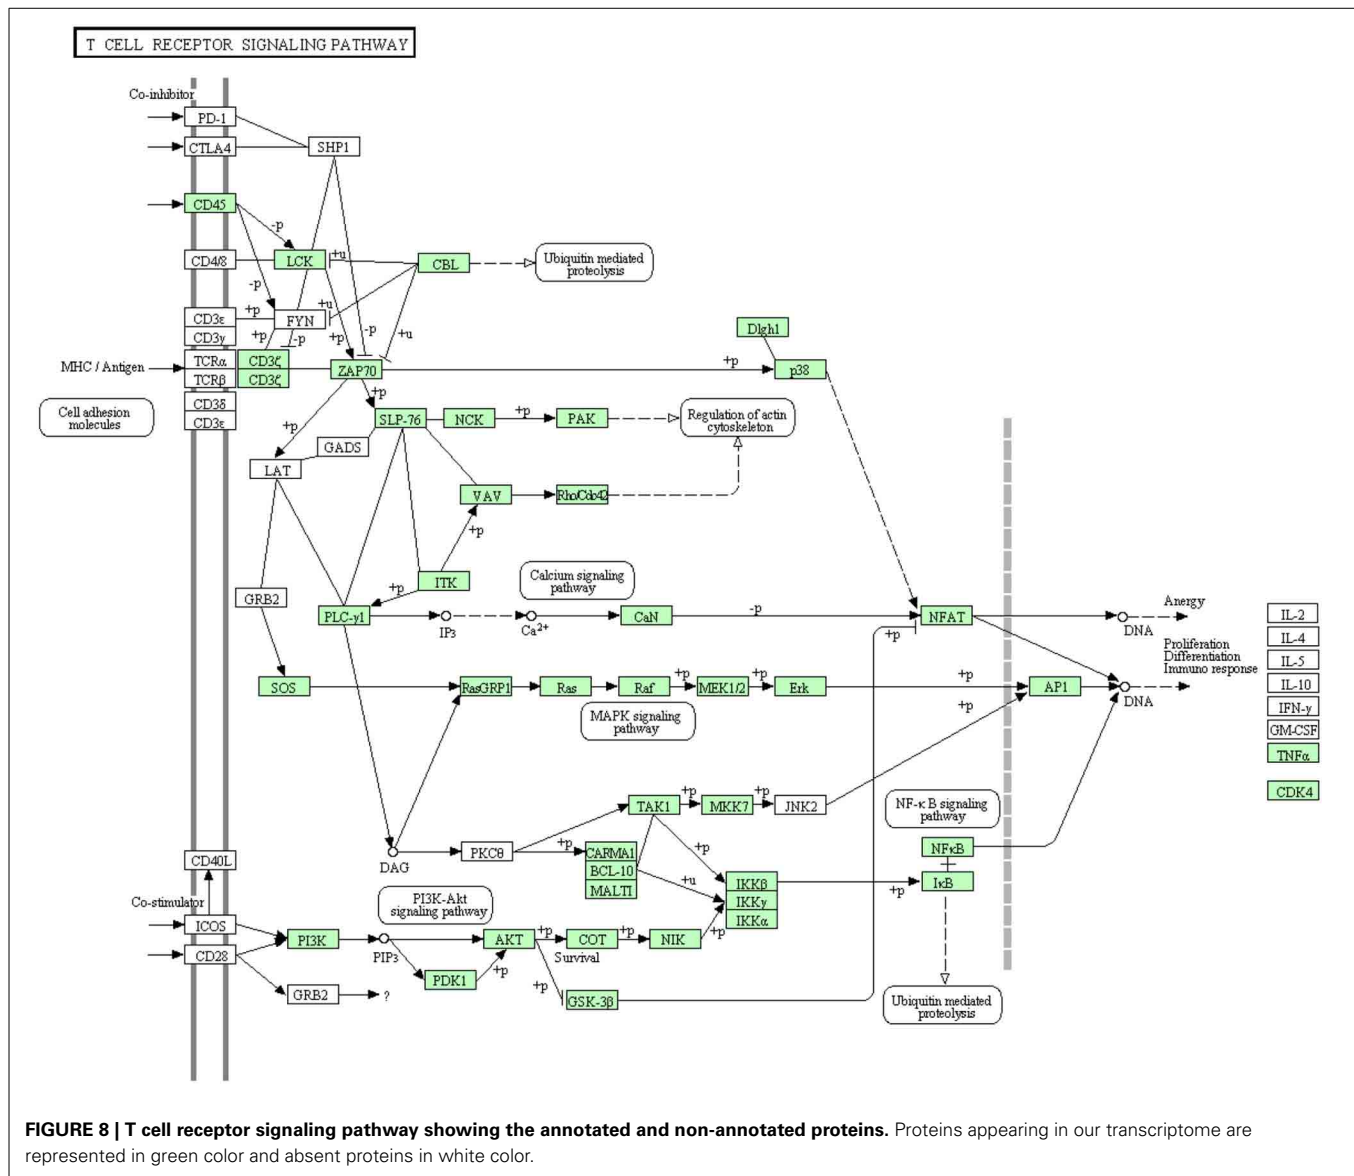 T CELL RECEPTOR SIGNALING PATHWAY
Co-inhibitor
PD-1
CTLA4
SHP1
CD45
-p
CD4/8
LCK
+u
CBL
Ubiquitin mediated
proteolysis
-p
CD3ε
+p
FYN
+u
CD3γ
+p
-p
+p
-p
+u
Dlgh1
MHC / Antigen
TCRα
CD3ζ
ZAP70
+p
p38
TCRβ
CD3ζ
+p
Cell adhesion
molecules
CD3δ
CD3ε
+p
SLP-76
NCK
+p
PAK
Regulation of actin
cytoskeleton
GADS
LAT
VAV
Rho/Cdc42
+p
ITK
+p
Calcium signaling
pathway
GRB2
PLC-γ1
IP3
Ca2+
CaN
-p
NFAT
+p
DNA
Anergy
Proliferation
Differentiation
Immuno response
IL-2
IL-4
IL-5
IL-10
IFN-γ
GM-CSF
TNFα
CDK4
SOS
RasGRP1
Ras
Raf
+p
MEK1/2
+p
Erk
+p
AP1
DNA
MAPK signaling
pathway
+p
TAK1
+p
MKK7
+p
JNK2
NF-κB signaling
pathway
DAG
PKCθ
+p
CARMA1
BCL-10
MALT1
+p
+u
IKKβ
IKKγ
IKKα
+p
NFκB
IκB
CD40L
Co-stimulator
ICOS
CD28
PI3K-Akt
signaling pathway
PI3K
PIP3
AKT
+p
COT
+p
NIK
+p
Survival
PDK1
+p
+p
GSK-3β
GRB2
?
Ubiquitin mediated
proteolysis
FIGURE 8 | T cell receptor signaling pathway showing the annotated and non-annotated proteins. Proteins appearing in our transcriptome are
represented in green color and absent proteins in white color.